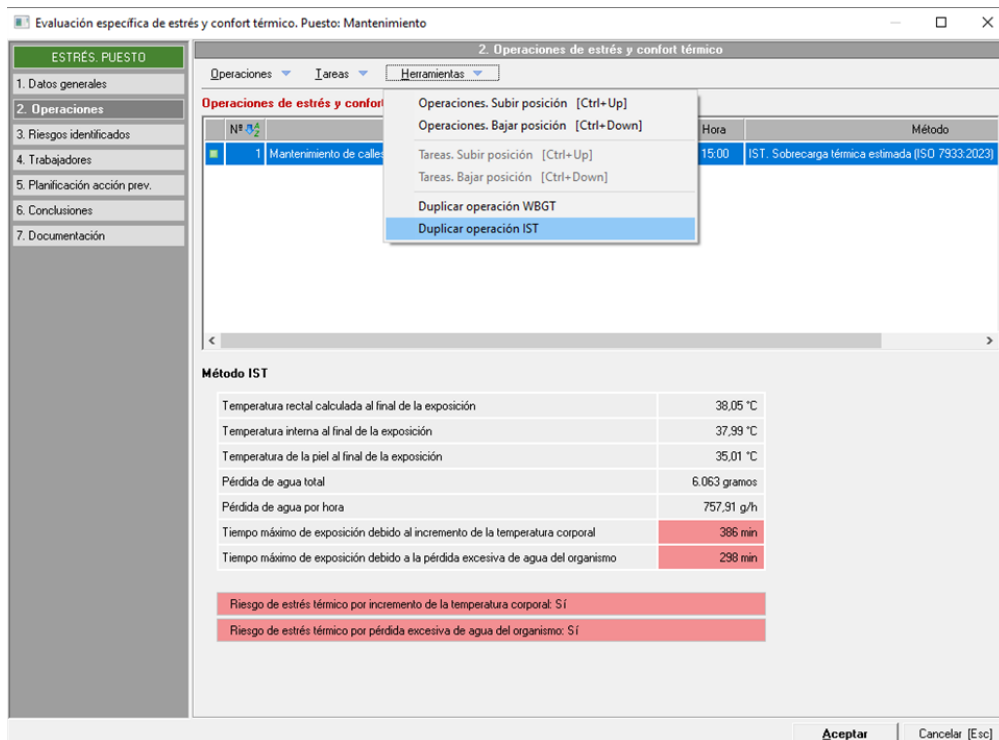 Evaluación específica de estrés y confort térmico. Puesto: Mantenimiento
ESTRÉS. PUESTO
1. Datos generales
2. Operaciones
3. Riesgos identificados
4. Trabajadores
5. Planificación acción prev.
6. Conclusiones
7. Documentación
2. Operaciones de estrés y confort térmico
Operaciones Tareas Herramientas
Operaciones de estrés y confort
Operaciones. Subir posición [Ctrl+Up]
Operaciones. Bajar posición [Ctrl+Down]
Tareas. Subir posición [Ctrl+Up]
Tareas. Bajar posición [Ctrl+Down]
Duplicar operación WBGT
Duplicar operación IST
Nº Hora Método
1 Mantenimiento de calles 15:00 IST. Sobrecarga térmica estimada (ISO 7933:2023)
Método IST
Temperatura rectal calculada al final de la exposición 38,05 °C
Temperatura interna al final de la exposición 37,99 °C
Temperatura de la piel al final de la exposición 35,01 °C
Pérdida de agua total 6.063 gramos
Pérdida de agua por hora 757,91 g/h
Tiempo máximo de exposición debido al incremento de la temperatura corporal 386 min
Tiempo máximo de exposición debido a la pérdida excesiva de agua del organismo 298 min
Riesgo de estrés térmico por incremento de la temperatura corporal: Sí
Riesgo de estrés térmico por pérdida excesiva de agua del organismo: Sí
Aceptar Cancelar [Esc]